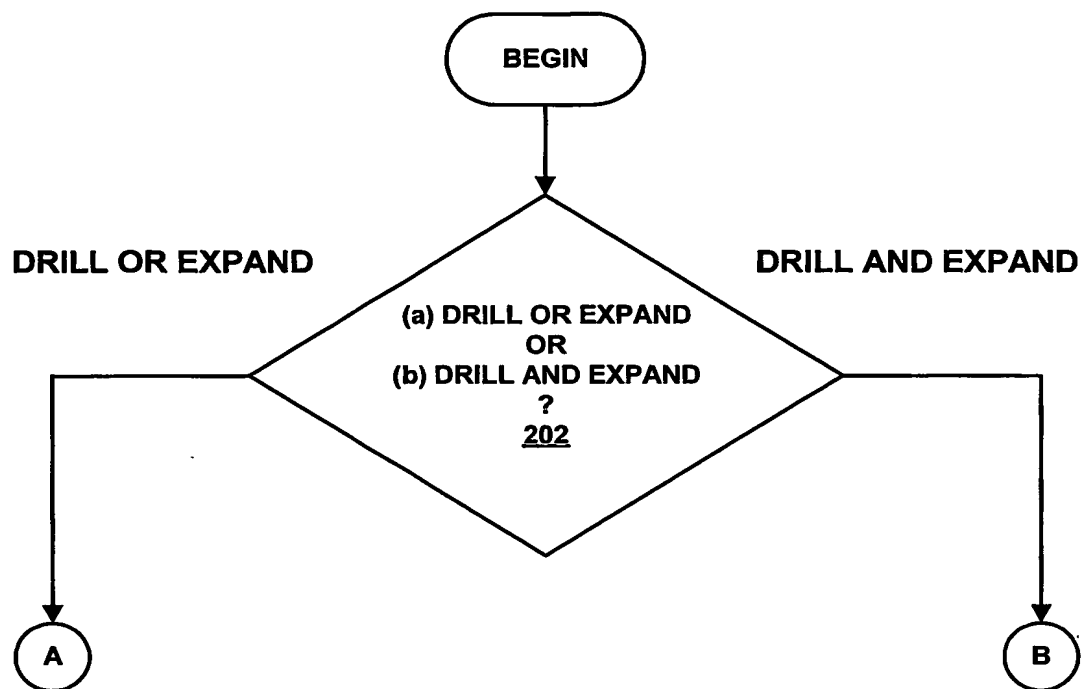 BEGIN
DRILL OR EXPAND
DRILL AND EXPAND
(a) DRILL OR EXPAND
OR
(b) DRILL AND EXPAND
?
202
A
B